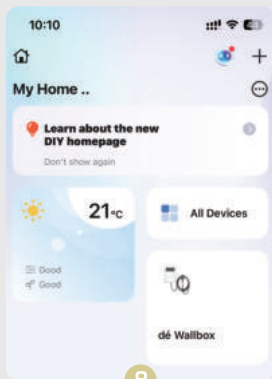 10:10
My Home ..
Learn about the new
DIY homepage
Don't show again
21°C
All Devices
Good
Good
dé Wallbox